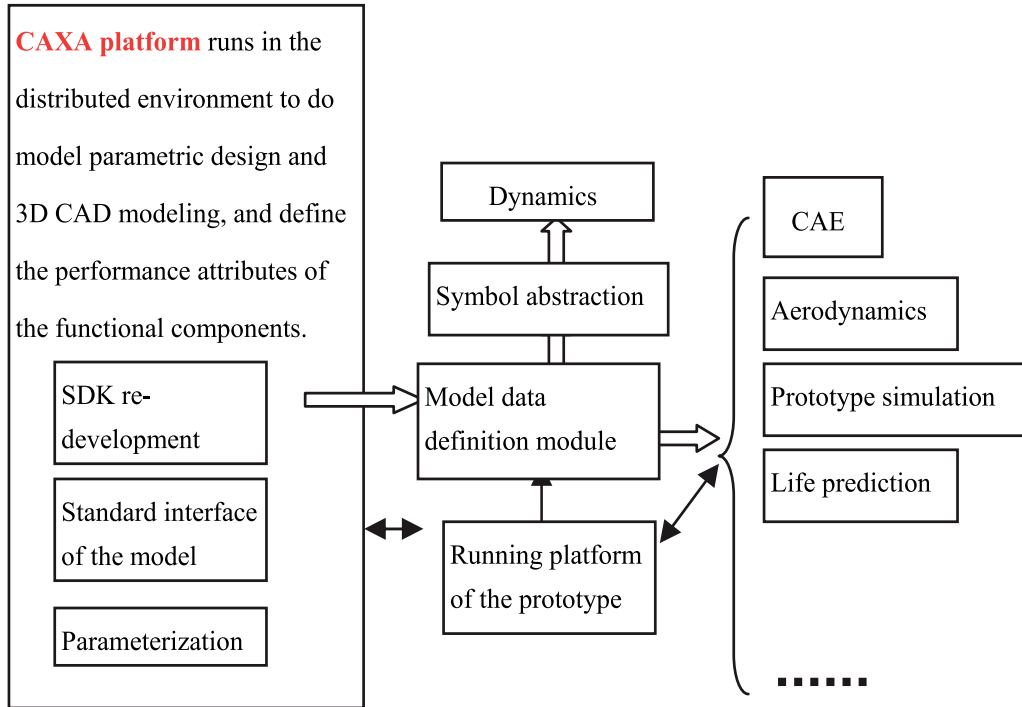 CAXA platform runs in the
distributed environment to do
model parametric design and
3D CAD modeling, and define
the performance attributes of
the functional components.
SDK re-
development
Standard interface
of the model
Parameterization
Dynamics
Symbol abstraction
Model data
definition module
Running platform
of the prototype
CAE
Aerodynamics
Prototype simulation
Life prediction
......